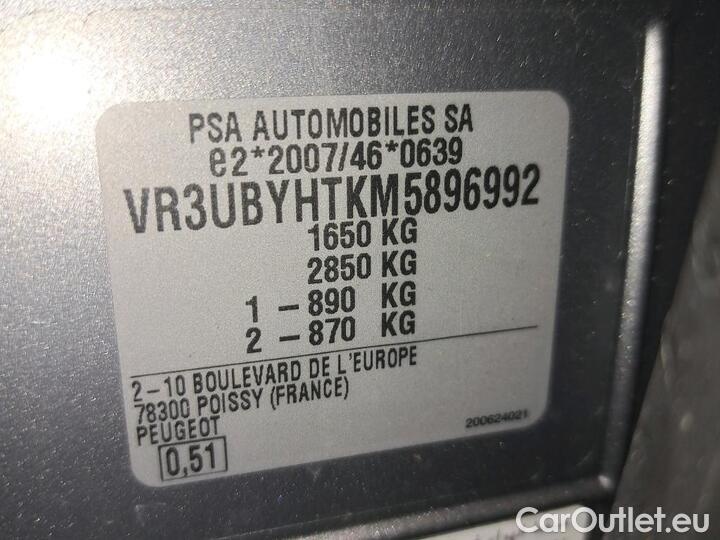 PSA AUTOMOBILES SA
e2*2007/46*0639
VR3UBYHTKM5896992
1650 KG
2850 KG
1 – 890 KG
2 – 870 KG
2–10 BOULEVARD DE L'EUROPE
78300 POISSY (FRANCE)
PEUGEOT
0,51
200624021
CarOutlet.eu